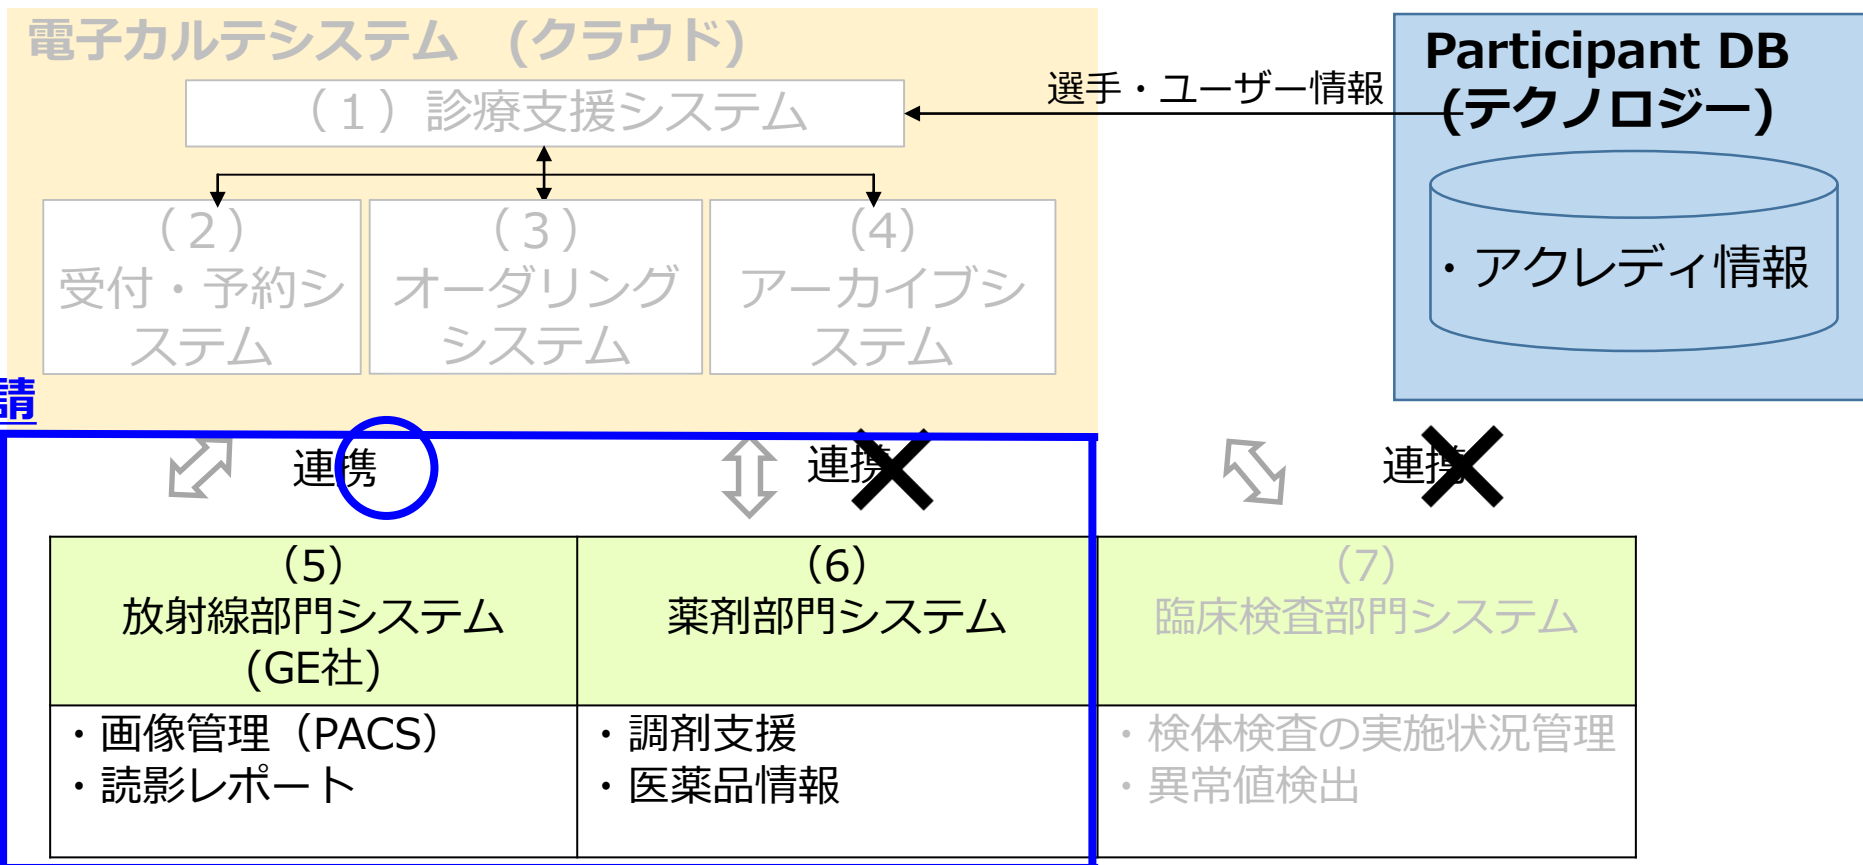 電子カルテシステム (クラウド)
（１）診療支援システム
（２）
受付・予約シ
ステム
（３）
オーダリング
システム
（4）
アーカイブシ
ステム
選手・ユーザー情報
Participant DB
(テクノロジー)
・アクレディ情報
請
連携
連携
連携
（5）
放射線部門システム
(GE社)
（6）
薬剤部門システム
（7）
臨床検査部門システム
・画像管理（PACS）
・読影レポート
・調剤支援
・医薬品情報
・検体検査の実施状況管理
・異常値検出